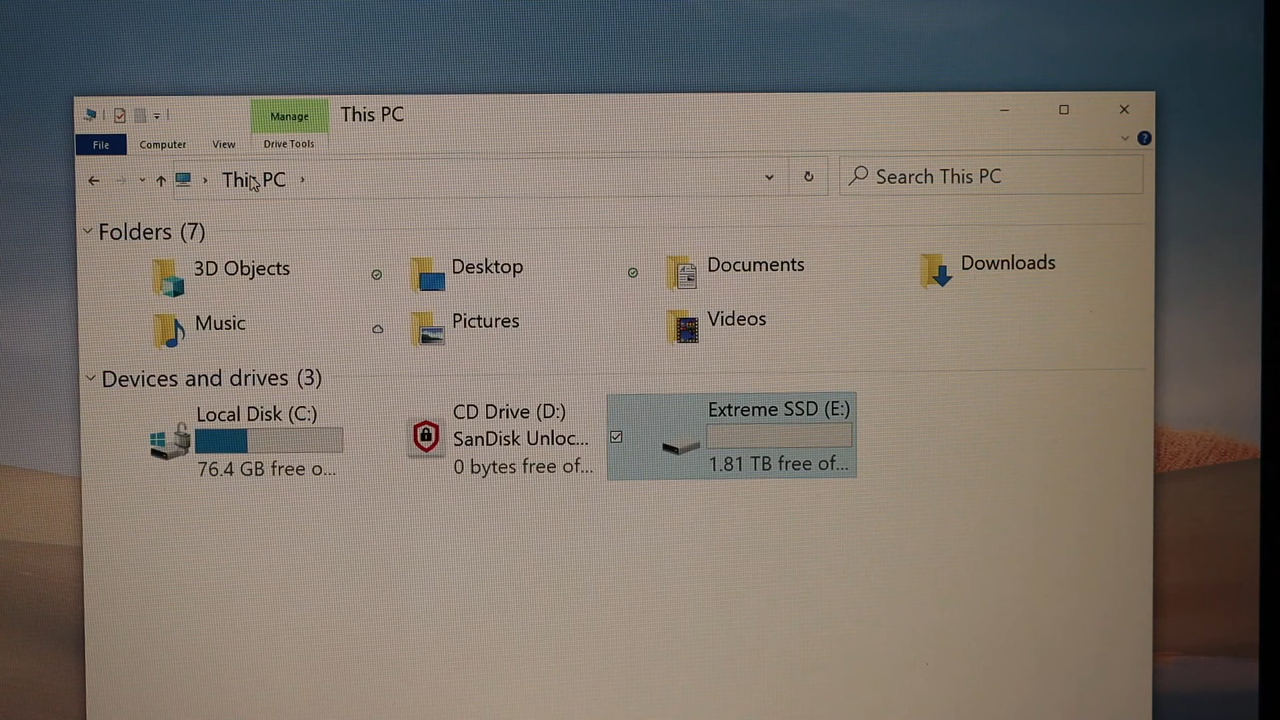 Manage
This PC
File
Computer
View
Drive Tools
This PC
Search This PC
Folders (7)
3D Objects
Desktop
Documents
Downloads
Music
Pictures
Videos
Devices and drives (3)
Local Disk (C:)
76.4 GB free o...
CD Drive (D:)
SanDisk Unloc...
0 bytes free of...
Extreme SSD (E:)
1.81 TB free of...